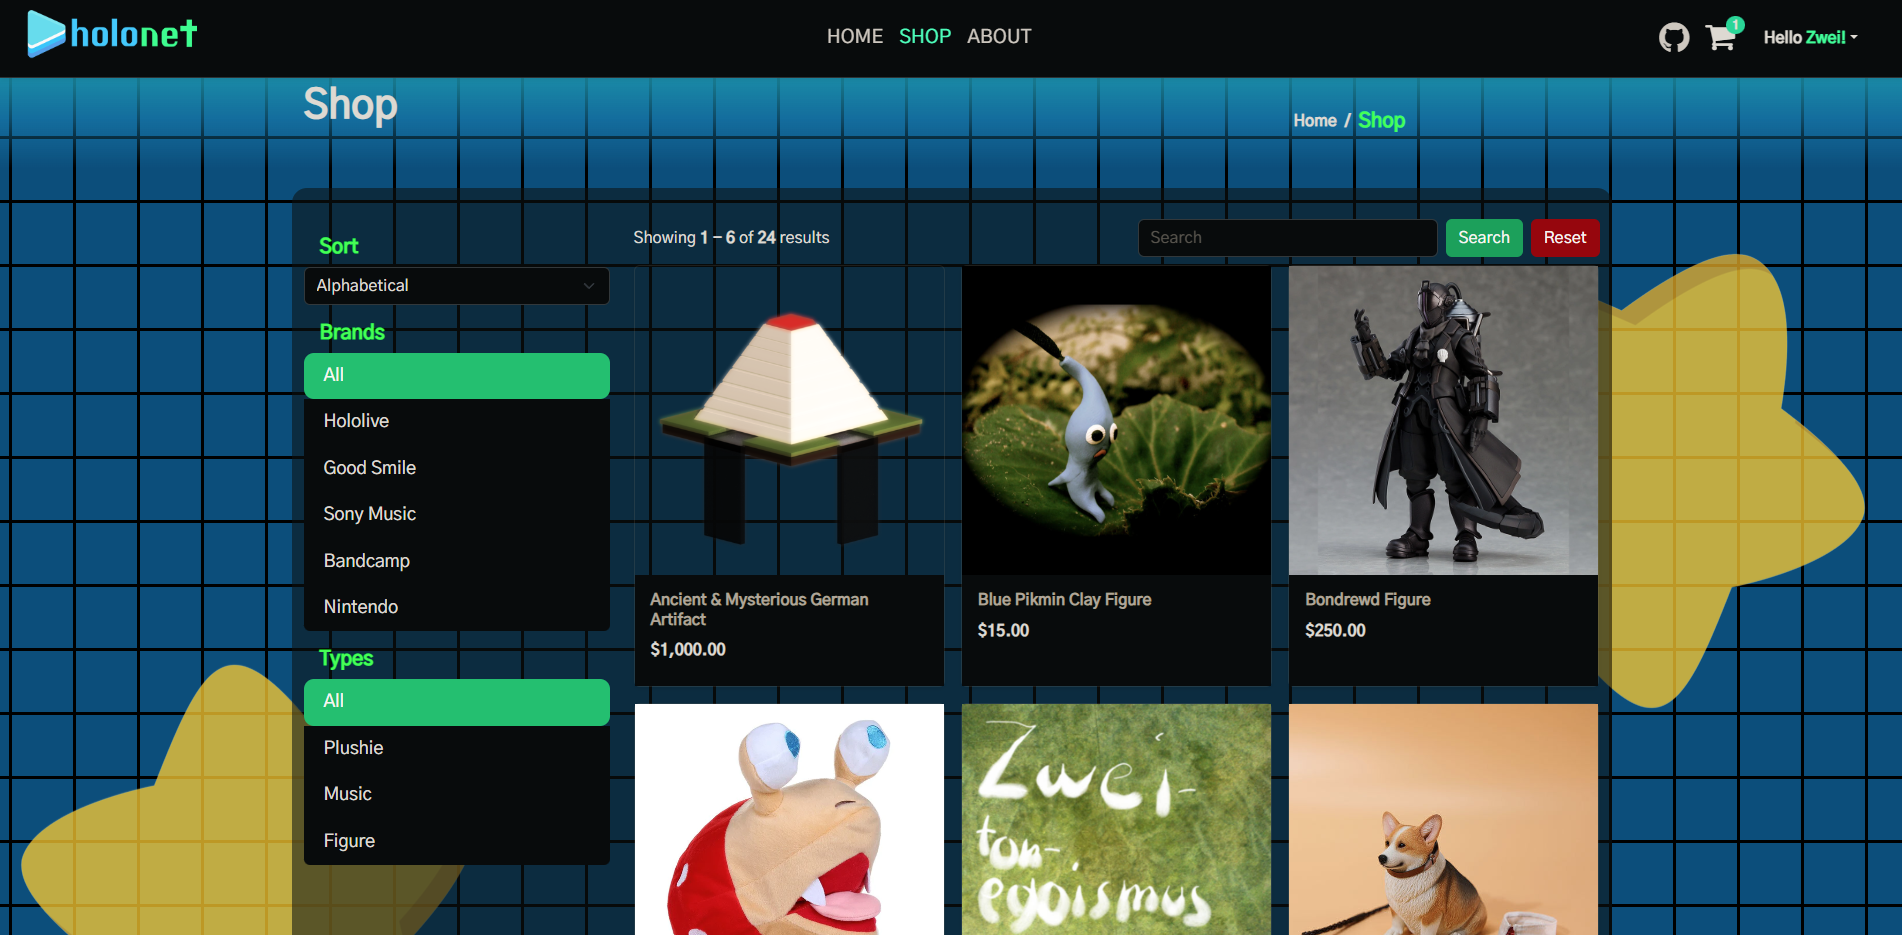 holonet
HOME SHOP ABOUT
1
Hello Zwei!
Shop
Home / Shop
Sort
Alphabetical
Brands
All
Hololive
Good Smile
Sony Music
Bandcamp
Nintendo
Types
All
Plushie
Music
Figure
Showing 1 – 6 of 24 results
Search
Search
Reset
Ancient & Mysterious German
Artifact
$1,000.00
Blue Pikmin Clay Figure
$15.00
Bondrewd Figure
$250.00
Zwei-
ton-
egoismus